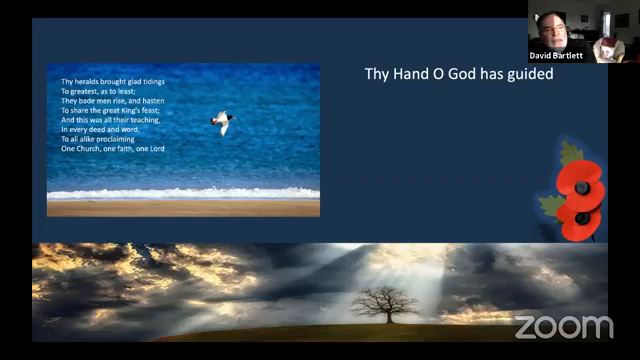 Thy heralds brought glad tidings
To greatest, as to least;
They bade men rise, and hasten
To share the great King's feast;
And this was all their teaching,
In every deed and word,
To all alike proclaiming
One Church, one faith, one Lord
Thy Hand O God has guided
David Bartlett
zoom